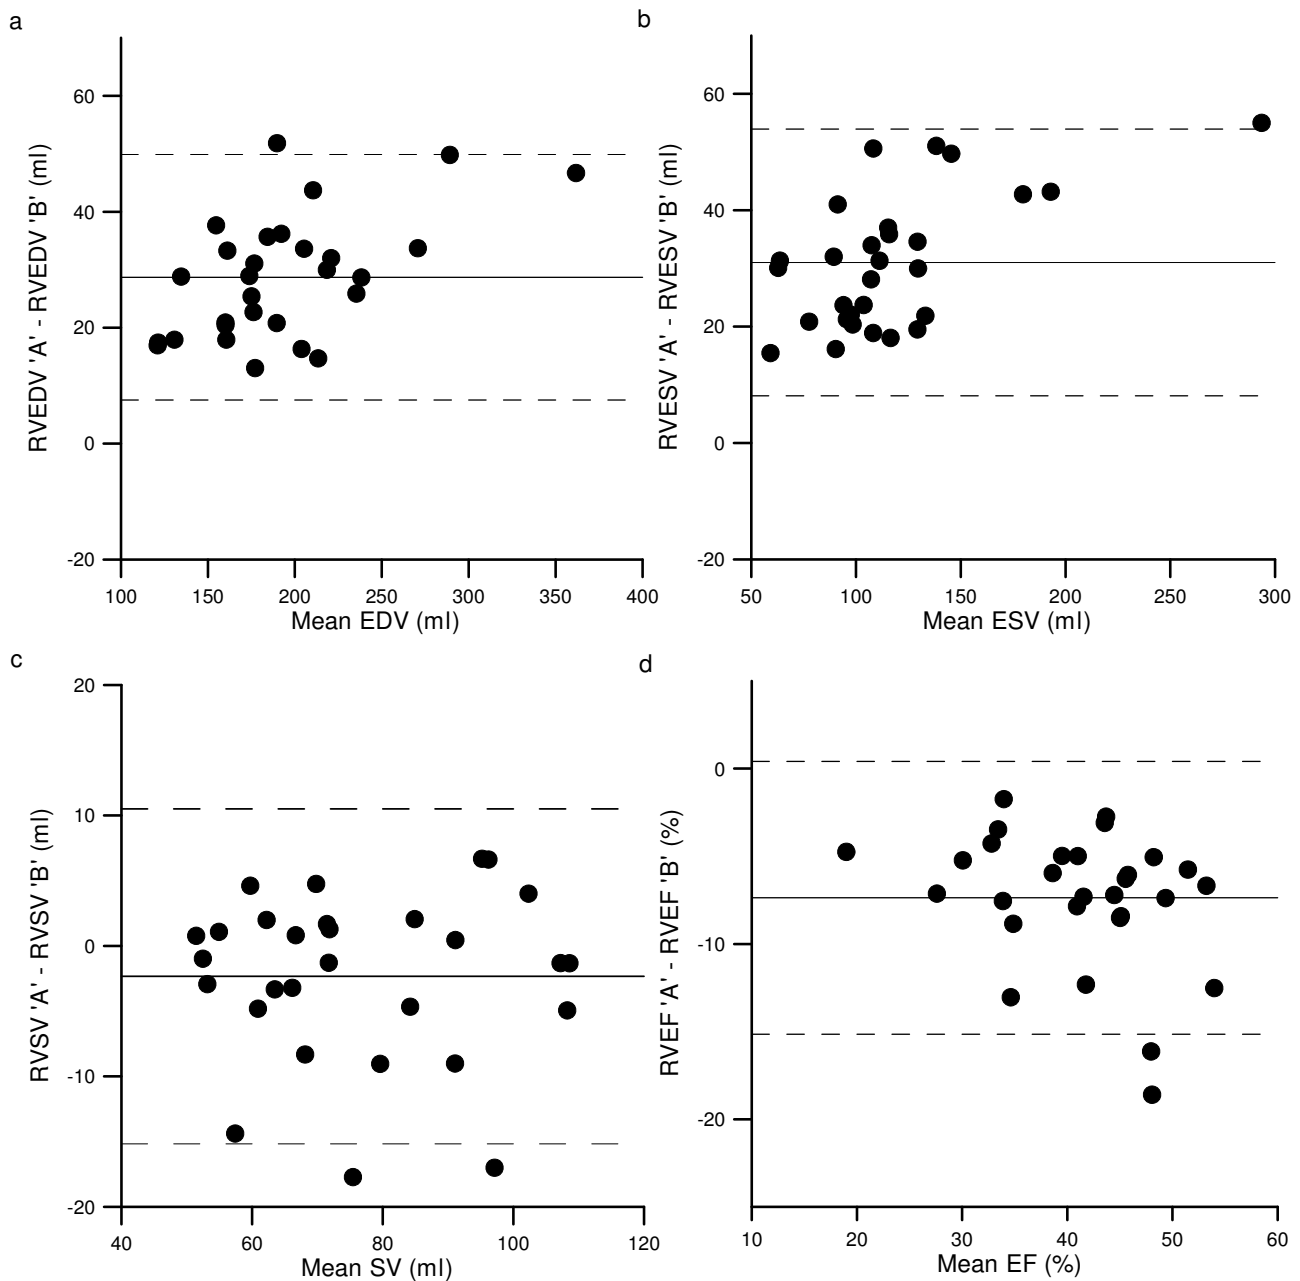 a
RVEDV 'A' - RVEDV 'B' (ml)
60
40
20
0
-20
100 150 200 250 300 350 400
Mean EDV (ml)
b
RVESV 'A' - RVESV 'B' (ml)
60
40
20
0
-20
50 100 150 200 250 300
Mean ESV (ml)
c
RVSV 'A' - RVSV 'B' (ml)
20
10
0
-10
-20
40 60 80 100 120
Mean SV (ml)
d
RVEF 'A' - RVEF 'B' (%)
0
-10
-20
10 20 30 40 50 60
Mean EF (%)